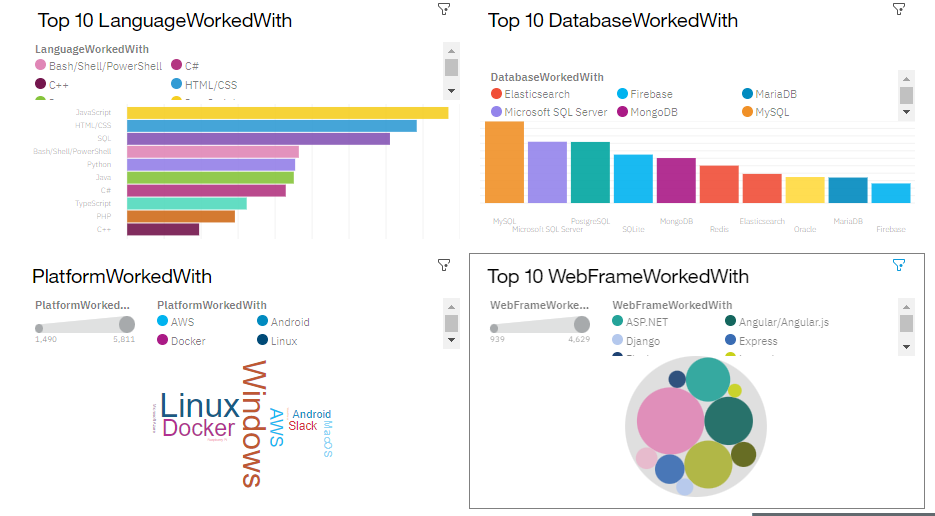 Top 10 LanguageWorkedWith
LanguageWorkedWith
Bash/Shell/PowerShell C#
C++ HTML/CSS
JavaScript
HTML/CSS
SQL
Bash/Shell/PowerShell
Python
Java
C#
TypeScript
PHP
C++
Top 10 DatabaseWorkedWith
DatabaseWorkedWith
Elasticsearch Firebase MariaDB
Microsoft SQL Server MongoDB MySQL
MySQL PostgreSQL MongoDB Elasticsearch MariaDB
Microsoft SQL Server SQLite Redis Oracle Firebase
PlatformWorkedWith
PlatformWorked... PlatformWorkedWith
AWS Android
1,490 5,811
Docker Linux
Linux
Docker
Windows
AWS
Android
Slack
MacOS
Top 10 WebFrameWorkedWith
WebFrameWorke... WebFrameWorkedWith
ASP.NET Angular/Angular.js
939 4,629
Django Express